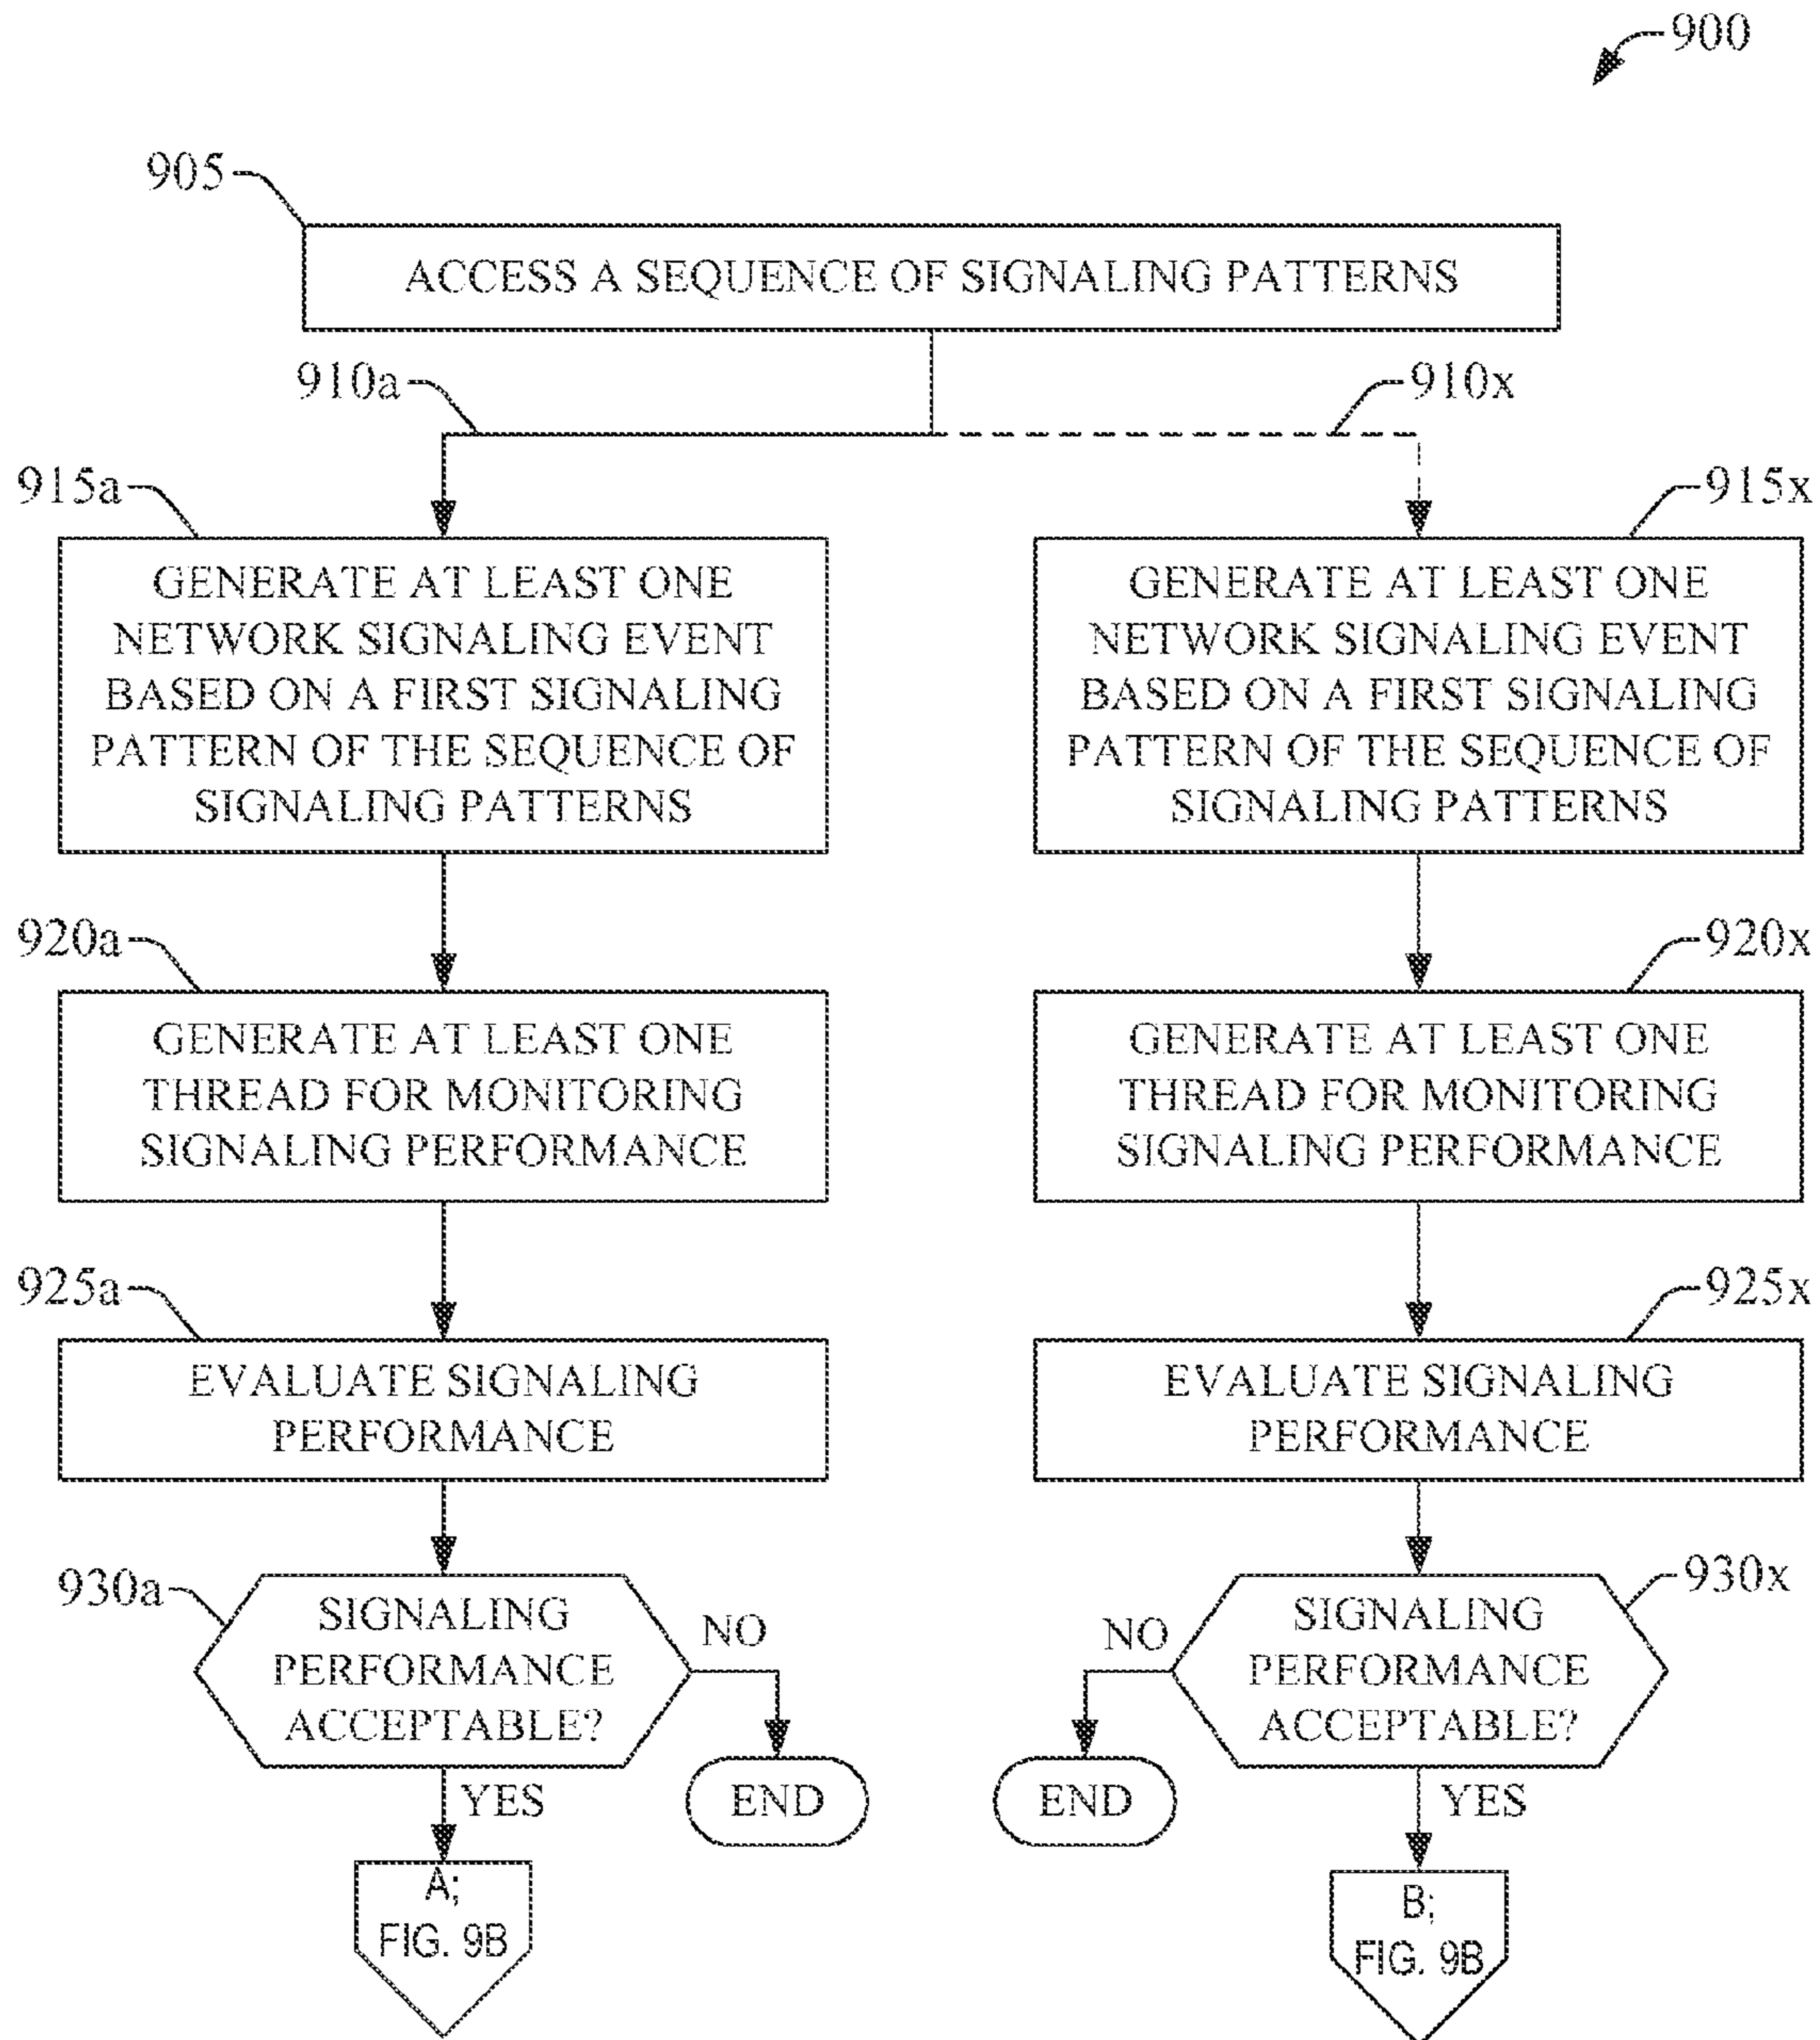 900
905
ACCESS A SEQUENCE OF SIGNALING PATTERNS
910a
910x
915a
GENERATE AT LEAST ONE
NETWORK SIGNALING EVENT
BASED ON A FIRST SIGNALING
PATTERN OF THE SEQUENCE OF
SIGNALING PATTERNS
915x
GENERATE AT LEAST ONE
NETWORK SIGNALING EVENT
BASED ON A FIRST SIGNALING
PATTERN OF THE SEQUENCE OF
SIGNALING PATTERNS
920a
GENERATE AT LEAST ONE
THREAD FOR MONITORING
SIGNALING PERFORMANCE
920x
GENERATE AT LEAST ONE
THREAD FOR MONITORING
SIGNALING PERFORMANCE
925a
EVALUATE SIGNALING
PERFORMANCE
925x
EVALUATE SIGNALING
PERFORMANCE
930a
SIGNALING
PERFORMANCE
ACCEPTABLE?
NO
END
YES
A;
FIG. 9B
930x
SIGNALING
PERFORMANCE
ACCEPTABLE?
NO
END
YES
B;
FIG. 9B